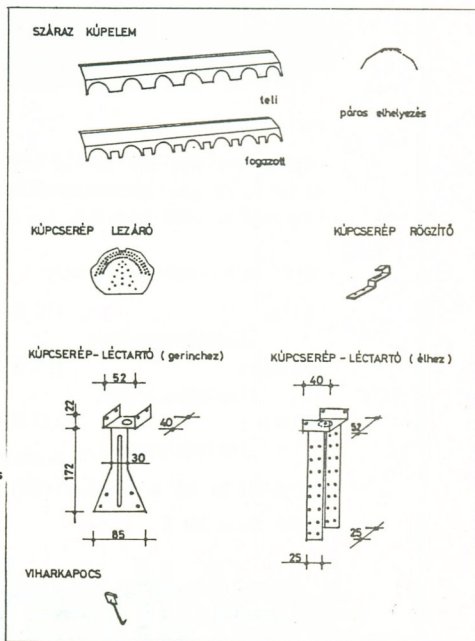 SZÁRAZ KÚPELEM
teli
páros elhelyezés
fogazott
KÚPCSERÉP LEZÁRÓ
KÚPCSERÉP RÖGZÍTŐ
KÚPCSERÉP-LÉCTARTÓ (gerinchez)
KÚPCSERÉP-LÉCTARTÓ (élhez)
52
22
40
172
30
85
40
52
25
25
s
VIHARKAPOCS